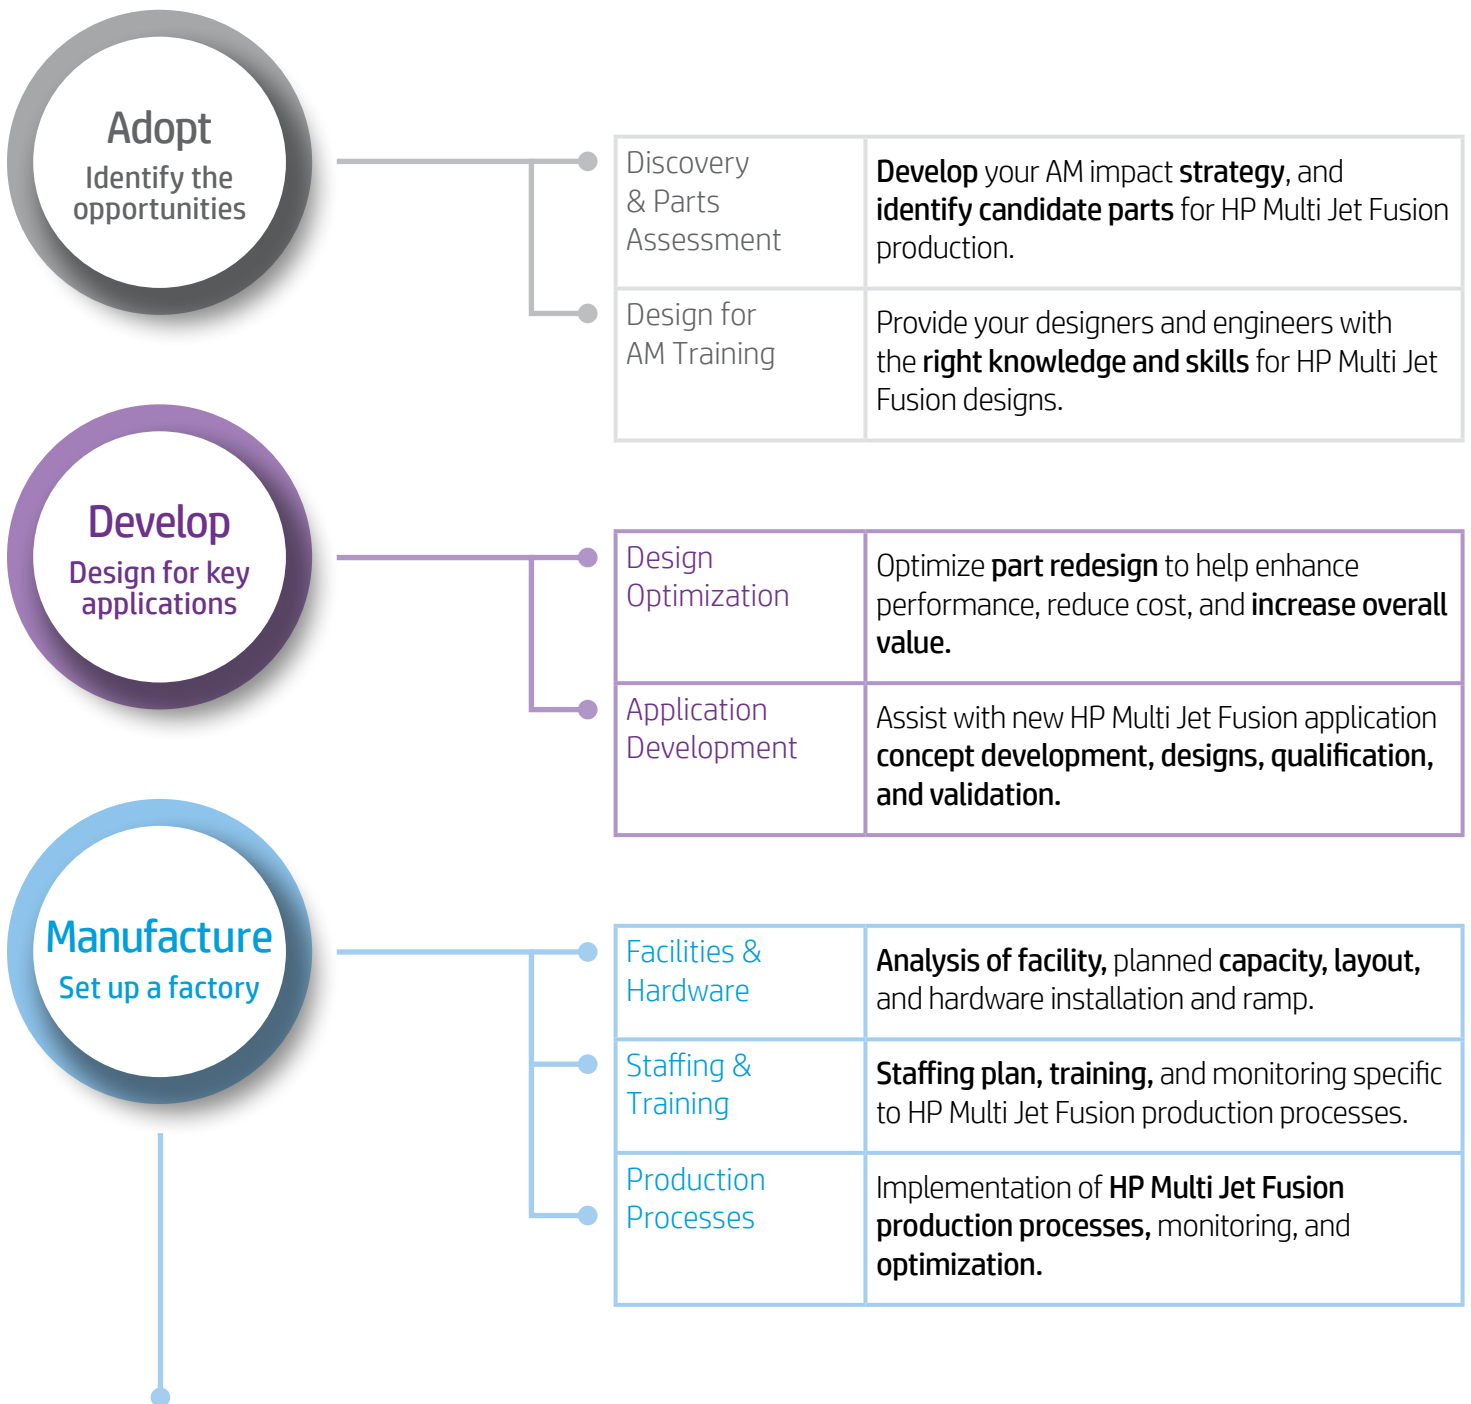 Adopt
Identify the
opportunities
Discovery
& Parts
Assessment
Develop your AM impact strategy, and
identify candidate parts for HP Multi Jet Fusion
production.
Design for
AM Training
Provide your designers and engineers with
the right knowledge and skills for HP Multi Jet
Fusion designs.
Develop
Design for key
applications
Design
Optimization
Optimize part redesign to help enhance
performance, reduce cost, and increase overall
value.
Application
Development
Assist with new HP Multi Jet Fusion application
concept development, designs, qualification,
and validation.
Manufacture
Set up a factory
Facilities &
Hardware
Analysis of facility, planned capacity, layout,
and hardware installation and ramp.
Staffing &
Training
Staffing plan, training, and monitoring specific
to HP Multi Jet Fusion production processes.
Production
Processes
Implementation of HP Multi Jet Fusion
production processes, monitoring, and
optimization.